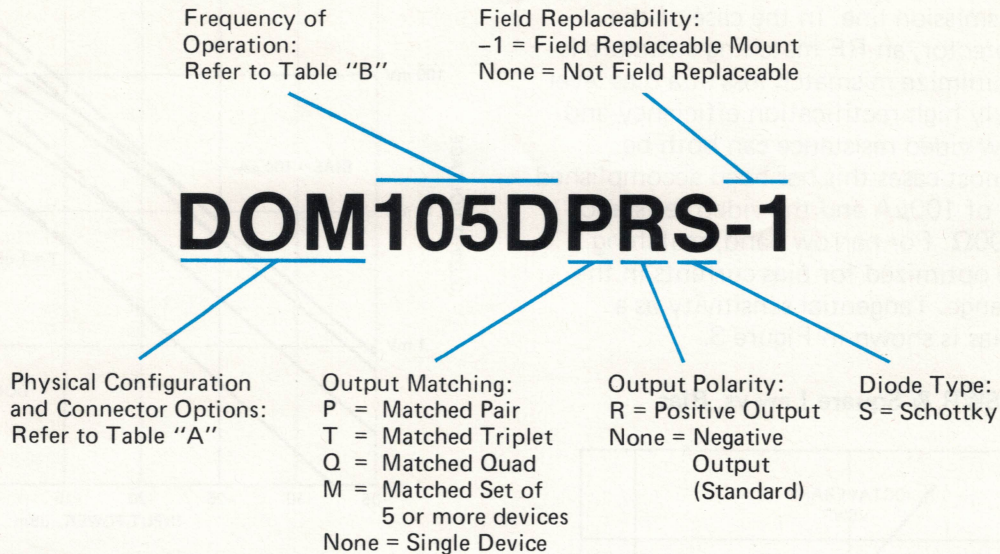 Frequency of
Operation:
Refer to Table "B"
Field Replaceability:
–1 = Field Replaceable Mount
None = Not Field Replaceable
DOM105DPRS-1
Physical Configuration
and Connector Options:
Refer to Table "A"
Output Matching:
P = Matched Pair
T = Matched Triplet
Q = Matched Quad
M = Matched Set of
5 or more devices
None = Single Device
Output Polarity:
R = Positive Output
None = Negative
Output
(Standard)
Diode Type:
S = Schottky